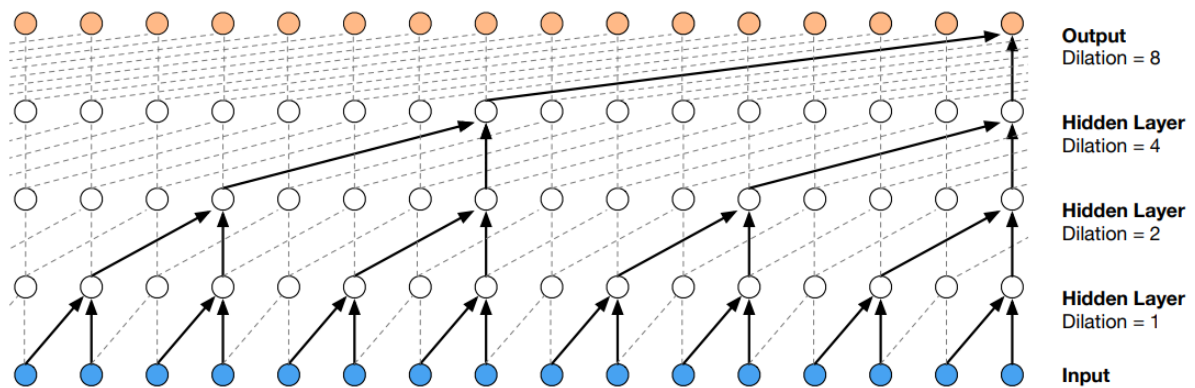 Output
Dilation = 8
Hidden Layer
Dilation = 4
Hidden Layer
Dilation = 2
Hidden Layer
Dilation = 1
Input